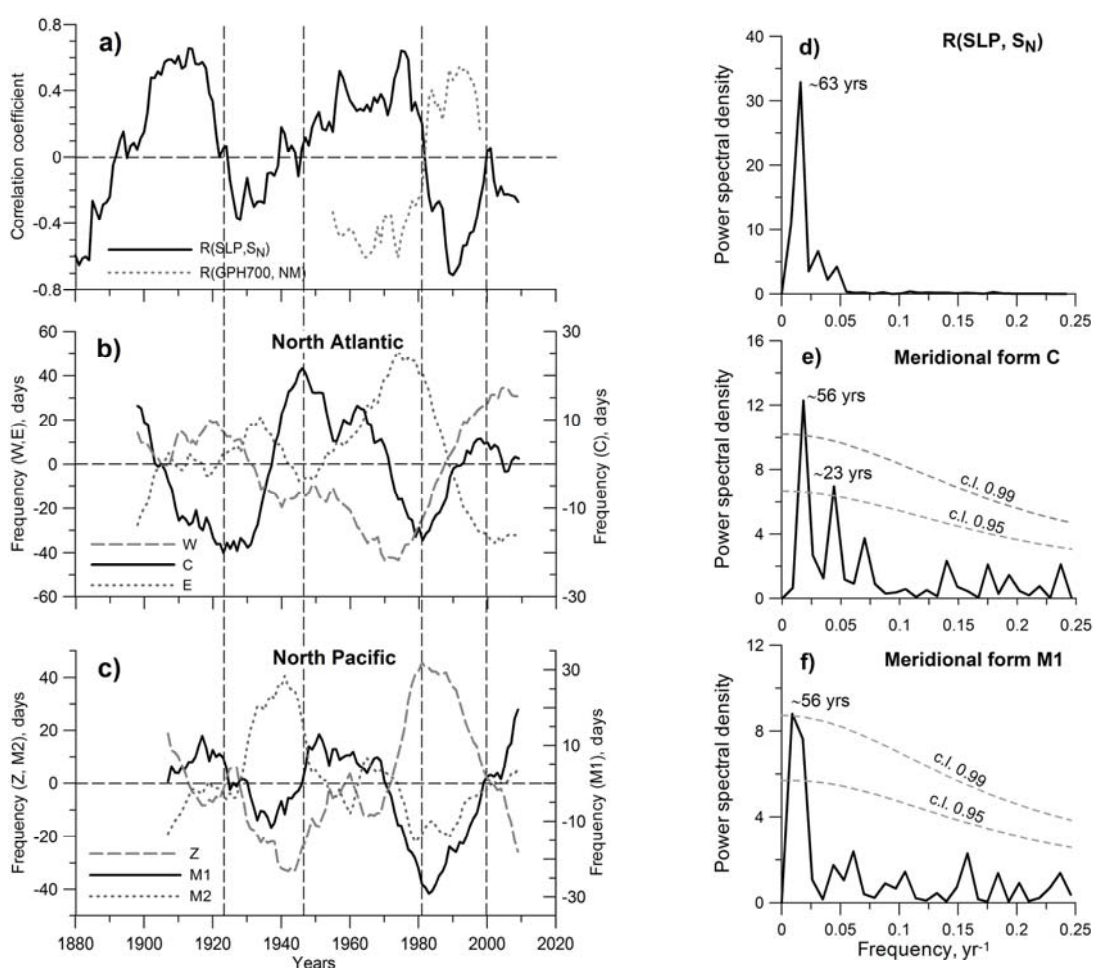 a)
Correlation coefficient
0.8
0.4
0
-0.4
-0.8
R(SLP,S_N)
R(GPH700, NM)
b)
North Atlantic
Frequency (W,E), days
60
40
20
0
-20
-40
-60
Frequency (C), days
30
10
-10
-30
W
C
E
c)
North Pacific
Frequency (Z, M2), days
40
20
0
-20
-40
Frequency (M1), days
30
10
-10
-30
Z
M1
M2
1880 1900 1920 1940 1960 1980 2000 2020
Years
d)
R(SLP, S_N)
Power spectral density
40
30
20
10
0
~63 yrs
0 0.05 0.1 0.15 0.2 0.25
e)
Meridional form C
Power spectral density
16
12
8
4
0
~56 yrs
~23 yrs
c.l. 0.99
c.l. 0.95
0 0.05 0.1 0.15 0.2 0.25
f)
Meridional form M1
Power spectral density
12
8
4
0
~56 yrs
c.l. 0.99
c.l. 0.95
0 0.05 0.1 0.15 0.2 0.25
Frequency, yr⁻¹